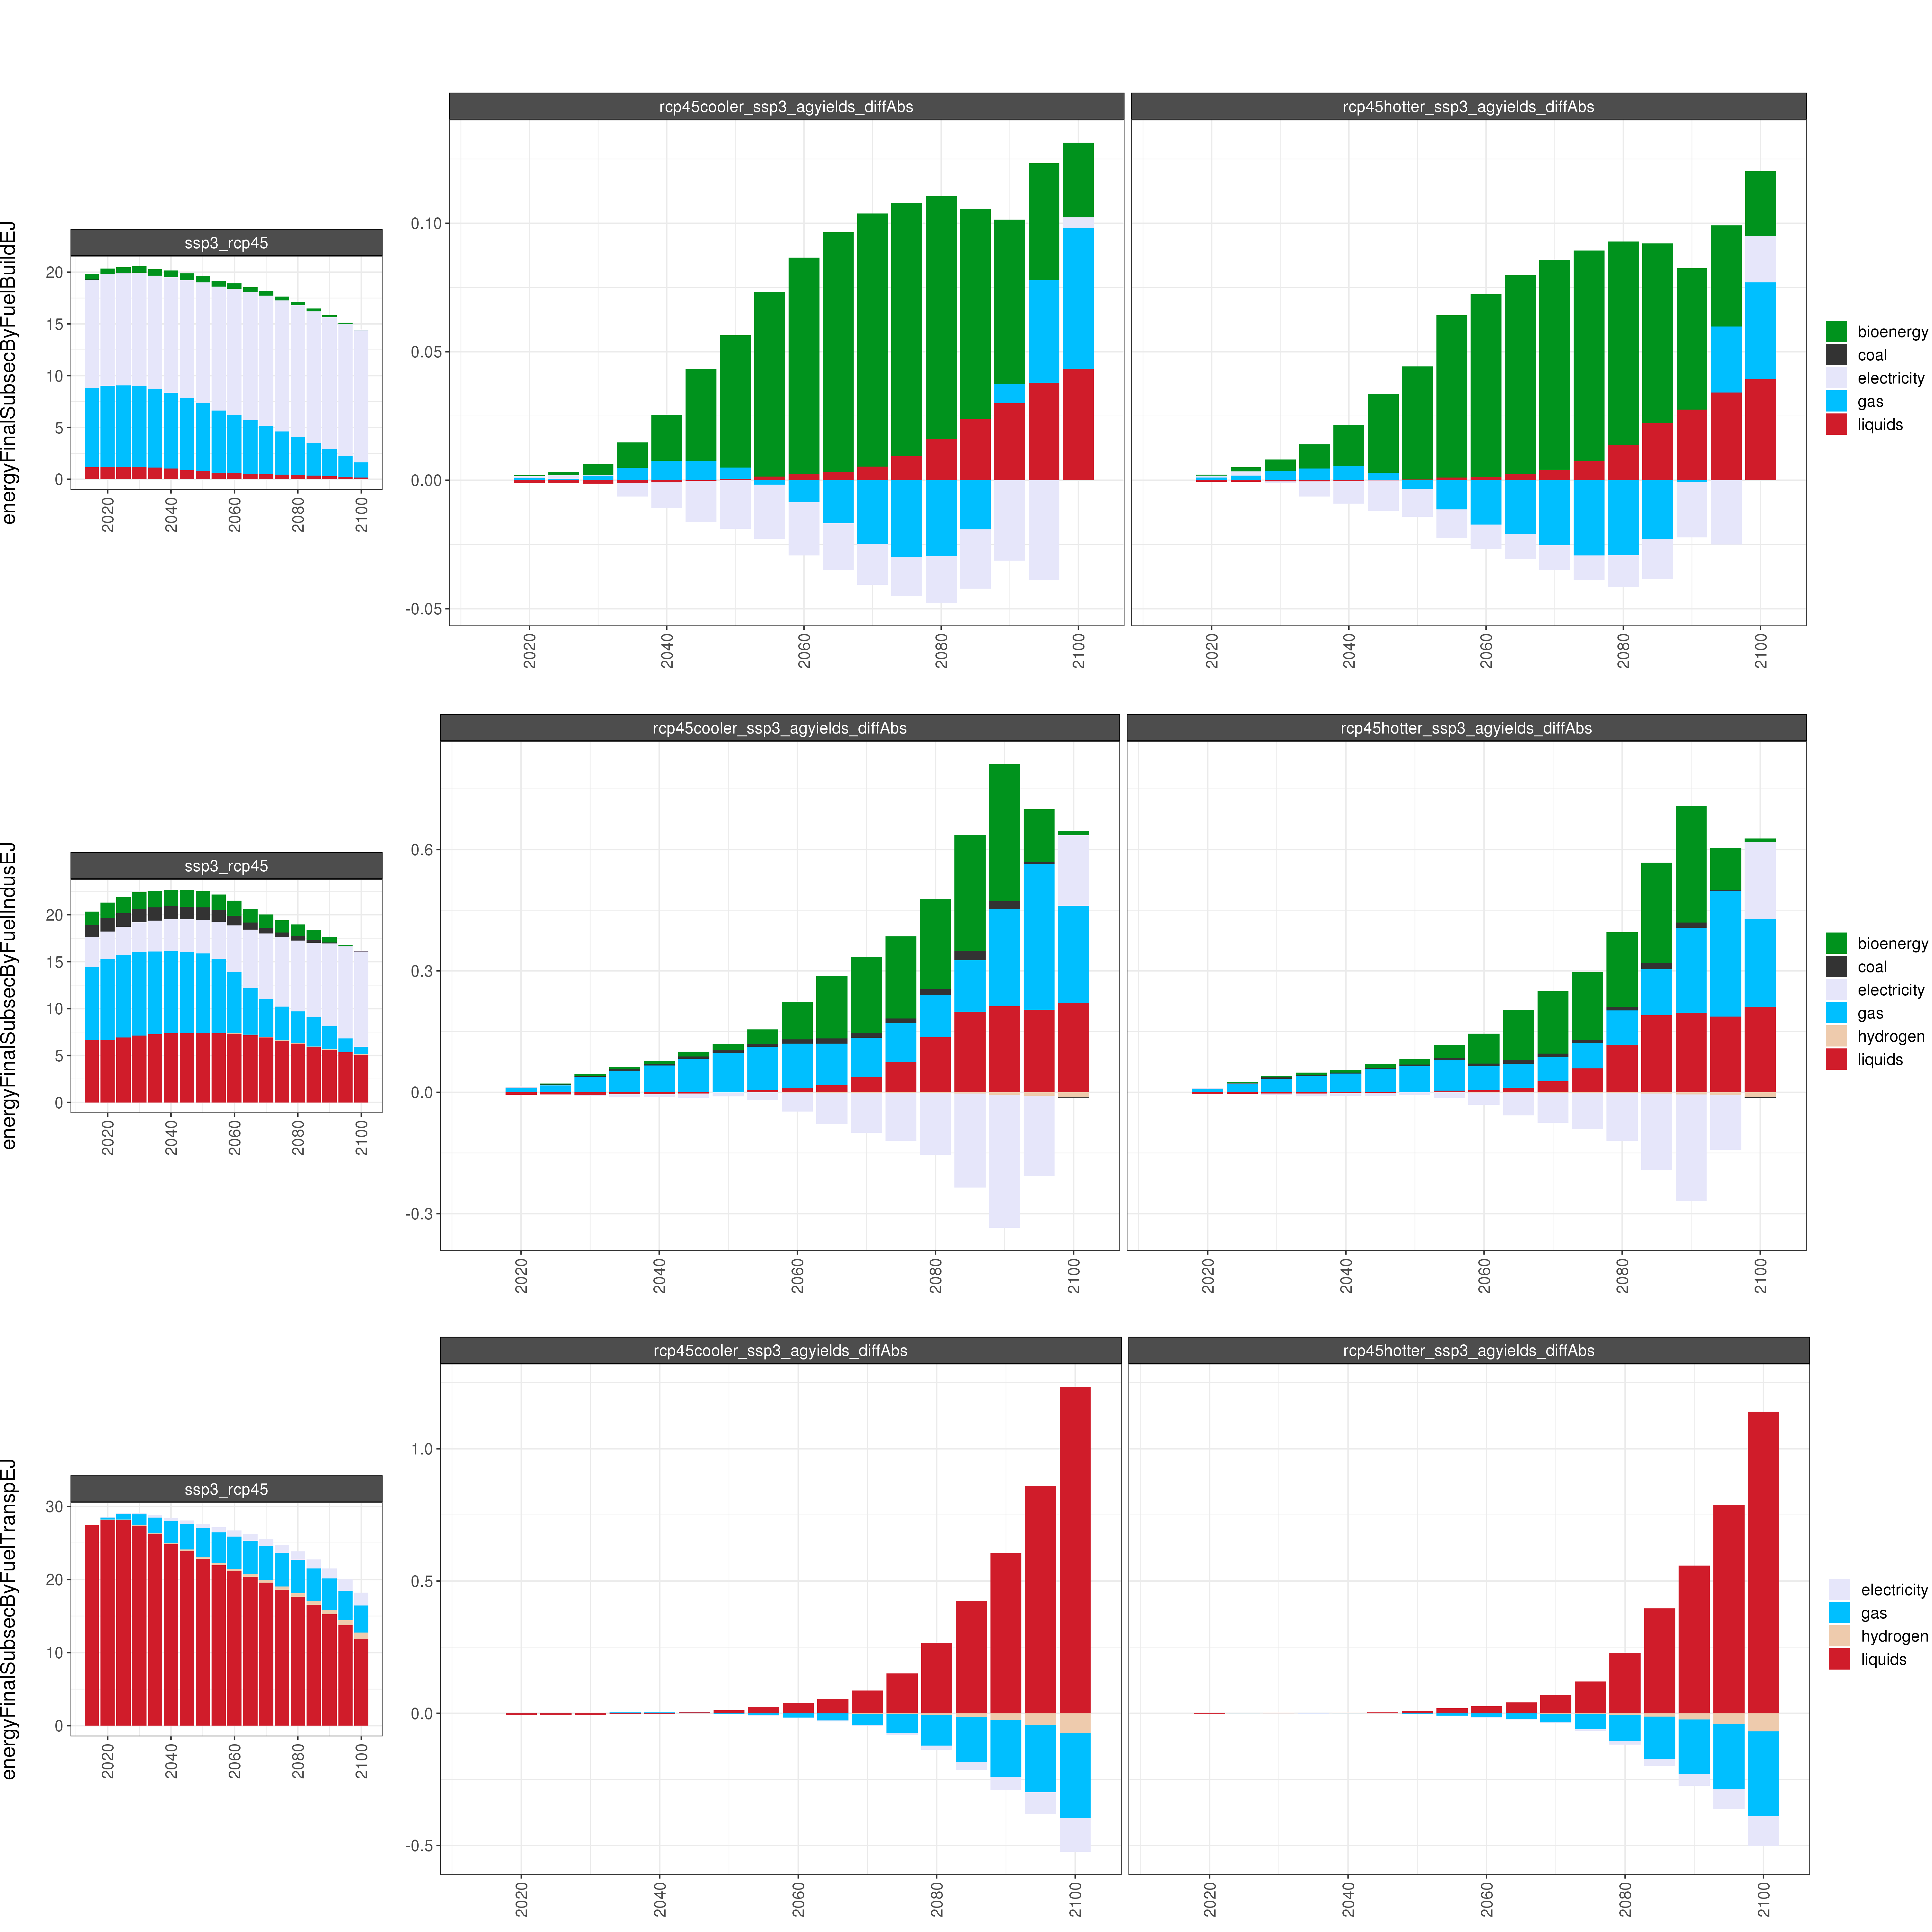 rcp45cooler_ssp3_agyields_diffAbs
rcp45hotter_ssp3_agyields_diffAbs
ssp3_rcp45
energyFinalSubsecByFuelBuildEJ
20
15
10
5
0
2020
2040
2060
2080
2100
0.10
0.05
0.00
-0.05
2020
2040
2060
2080
2100
2020
2040
2060
2080
2100
bioenergy
coal
electricity
gas
liquids
rcp45cooler_ssp3_agyields_diffAbs
rcp45hotter_ssp3_agyields_diffAbs
ssp3_rcp45
energyFinalSubsecByFuelIndusEJ
20
15
10
5
0
2020
2040
2060
2080
2100
0.6
0.3
0.0
-0.3
2020
2040
2060
2080
2100
2020
2040
2060
2080
2100
bioenergy
coal
electricity
gas
hydrogen
liquids
rcp45cooler_ssp3_agyields_diffAbs
rcp45hotter_ssp3_agyields_diffAbs
ssp3_rcp45
energyFinalSubsecByFuelTranspEJ
30
20
10
0
2020
2040
2060
2080
2100
1.0
0.5
0.0
-0.5
2020
2040
2060
2080
2100
2020
2040
2060
2080
2100
electricity
gas
hydrogen
liquids